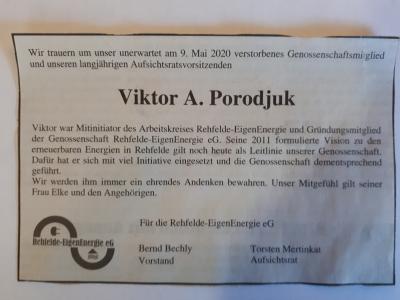 Wir trauern um unser unerwartet am 9. Mai 2020 verstorbenes Genossenschaftsmitglied
und unseren langjährigen Aufsichtsratsvorsitzenden
Viktor A. Porodjuk
Viktor war Mitinitiator des Arbeitskreises Rehfelde-EigenEnergie und Gründungsmitglied
der Genossenschaft Rehfelde-EigenEnergie eG. Seine 2011 formulierte Vision zu den
erneuerbaren Energien in Rehfelde gilt noch heute als Leitlinie unserer Genossenschaft.
Dafür hat er sich mit viel Initiative eingesetzt und die Genossenschaft dementsprechend
geführt.
Wir werden ihm immer ein ehrendes Andenken bewahren. Unser Mitgefühl gilt seiner
Frau Elke und den Angehörigen.
Für die Rehfelde-EigenEnergie eG
Rehfelde-EigenEnergie eG
Bernd Bechly
Vorstand
Torsten Mertinkat
Aufsichtsrat